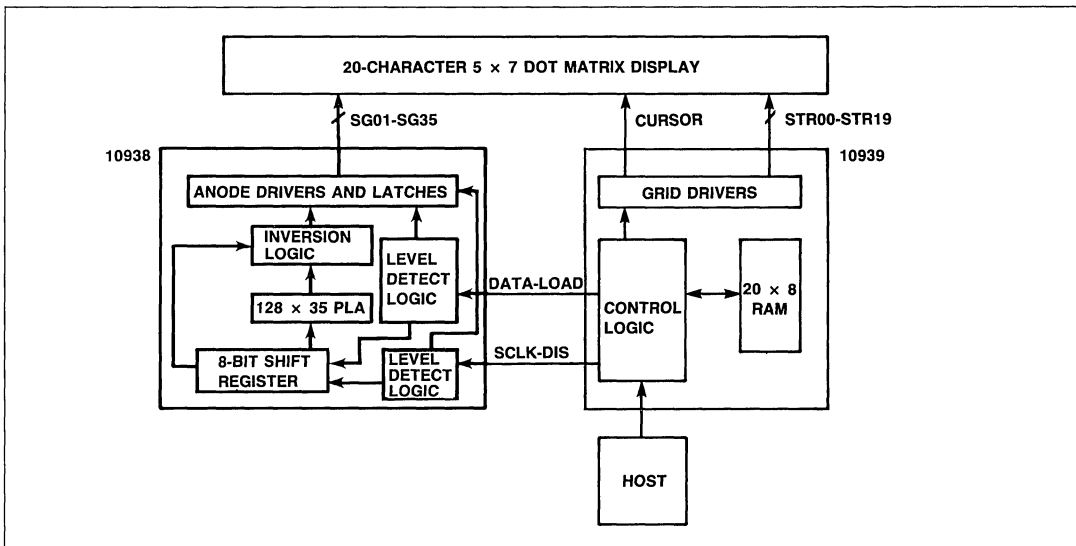 20-CHARACTER 5 × 7 DOT MATRIX DISPLAY
SG01-SG35
CURSOR
STR00-STR19
10938
10939
ANODE DRIVERS AND LATCHES
GRID DRIVERS
INVERSION
LOGIC
LEVEL
DETECT
LOGIC
DATA-LOAD
CONTROL
LOGIC
20 × 8
RAM
128 × 35 PLA
SCLK-DIS
8-BIT SHIFT
REGISTER
LEVEL
DETECT
LOGIC
HOST